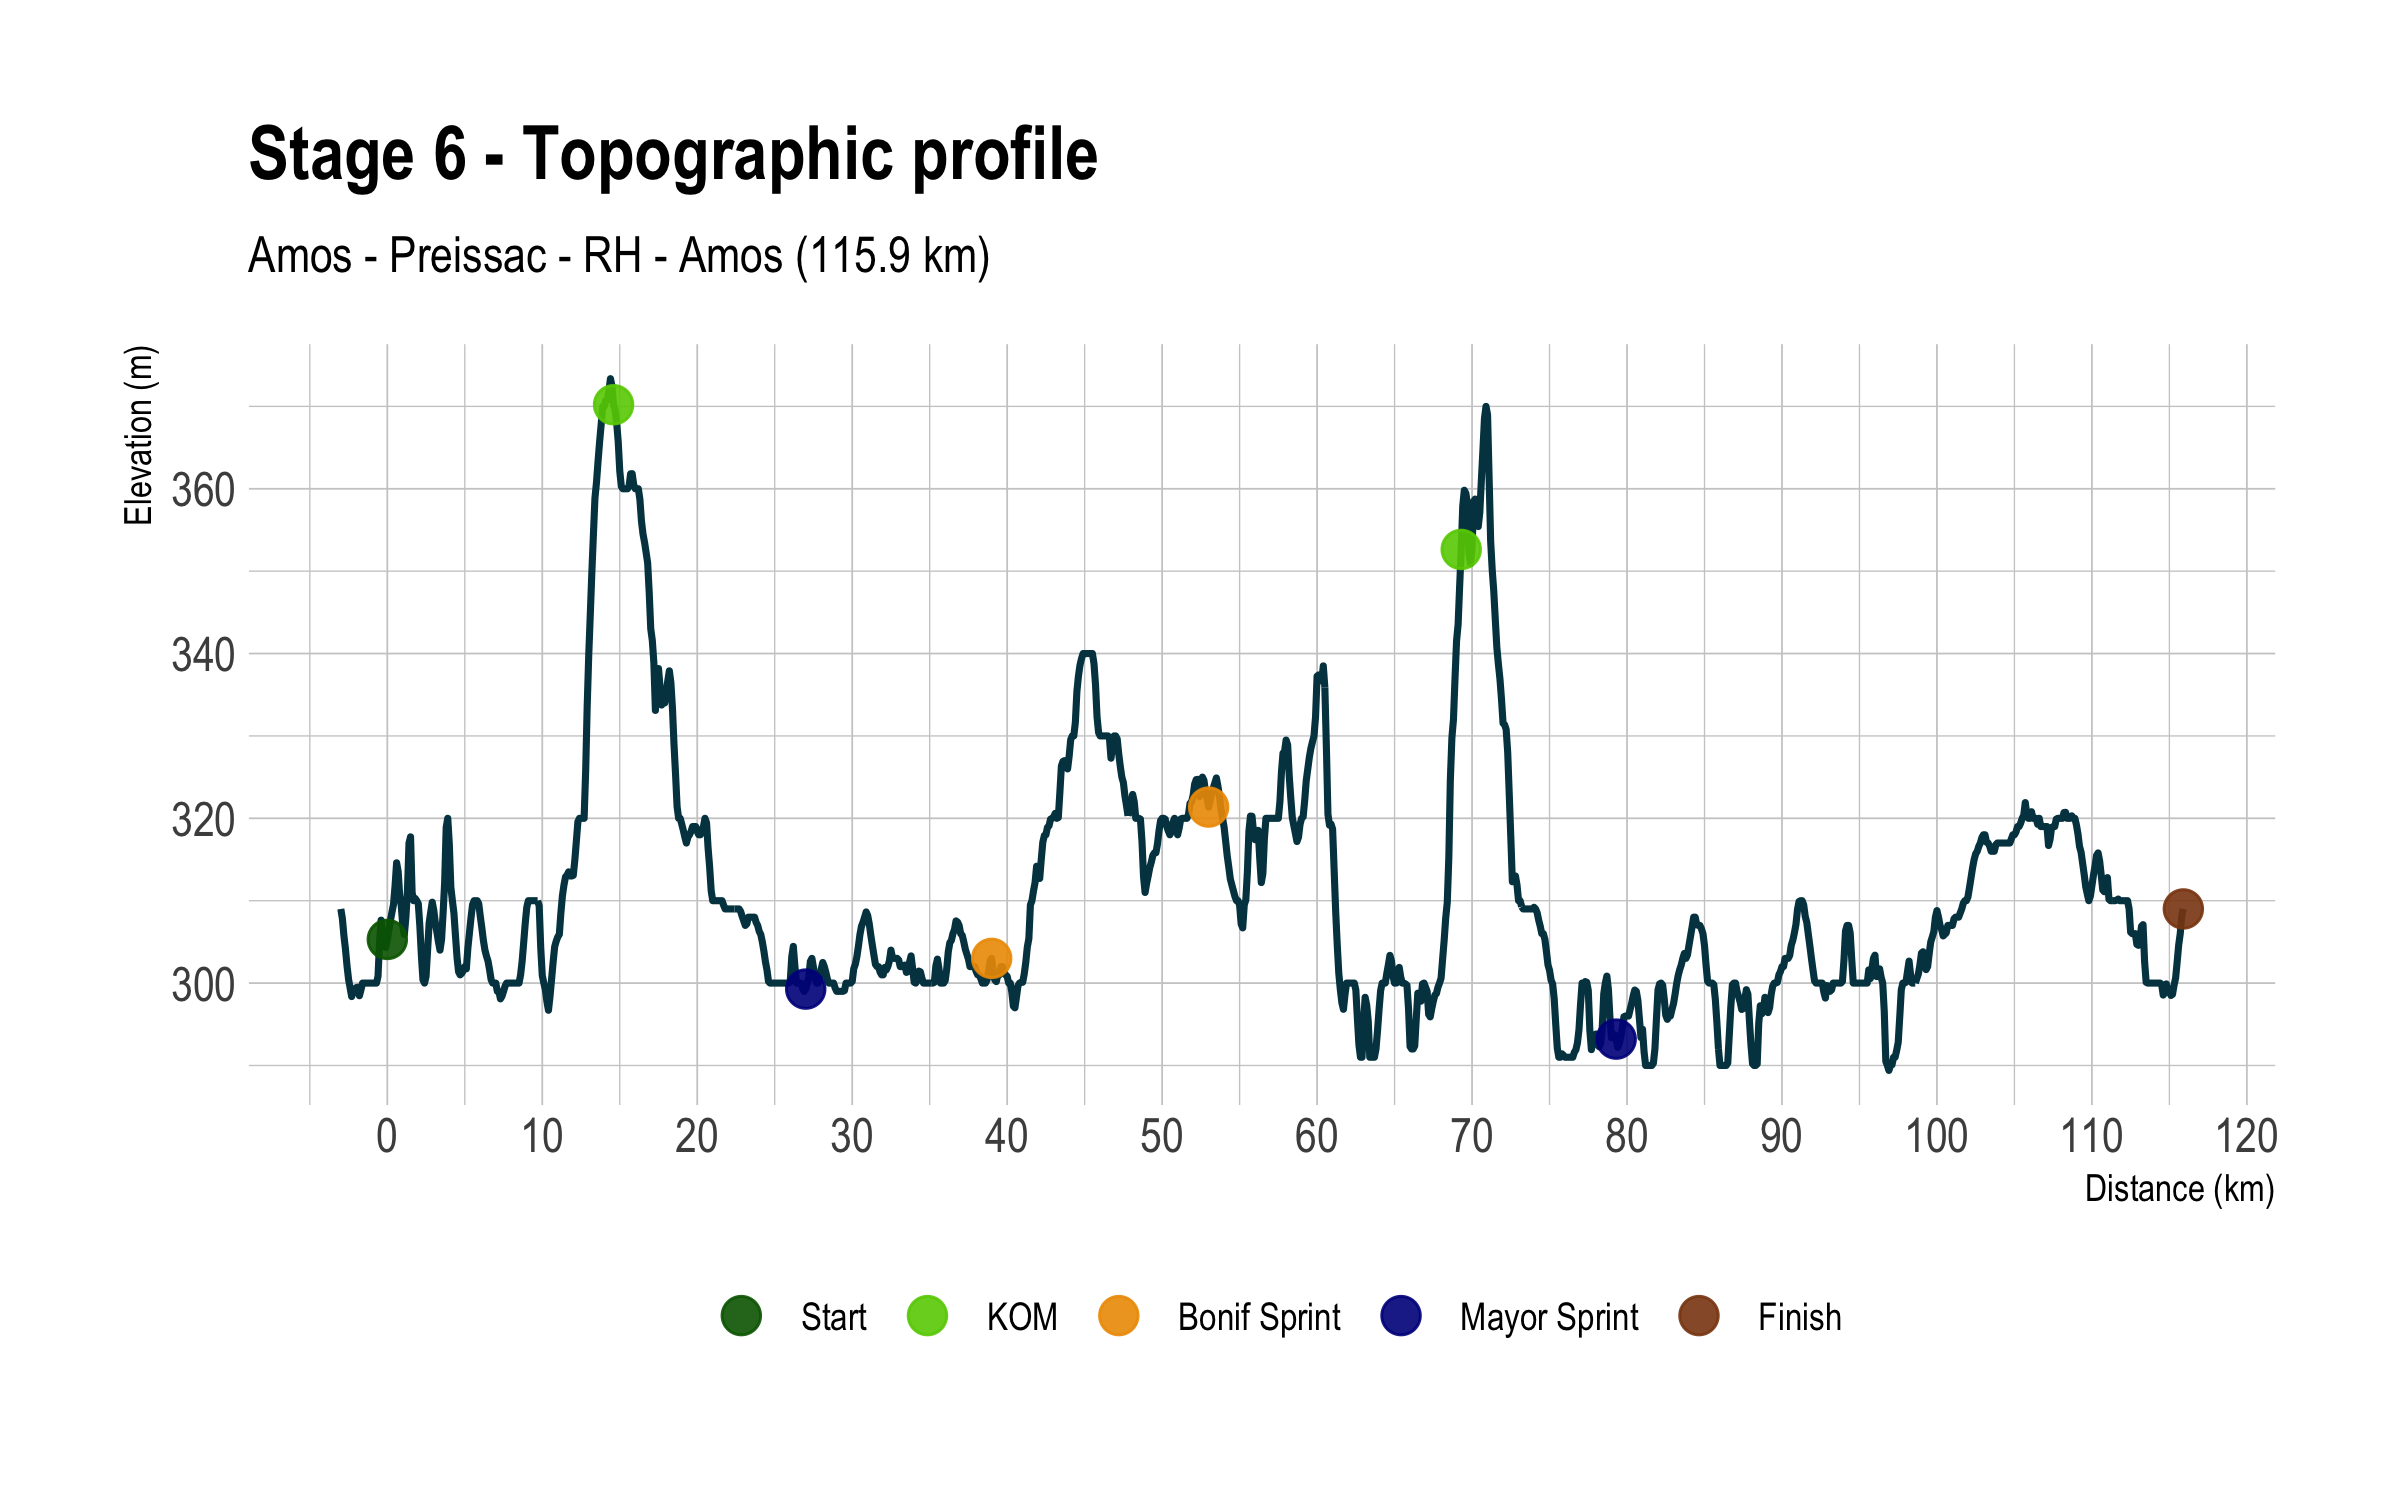 Stage 6 - Topographic profile
Amos - Preissac - RH - Amos (115.9 km)
Elevation (m)
360
340
320
300
0 10 20 30 40 50 60 70 80 90 100 110 120
Distance (km)
Start KOM Bonif Sprint Mayor Sprint Finish